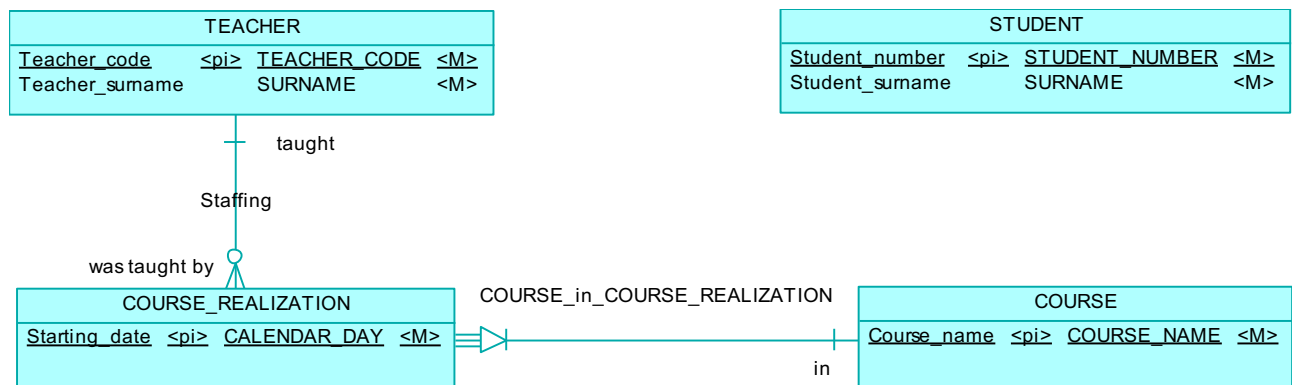 TEACHER
Teacher_code <pi> TEACHER_CODE <M>
Teacher_surname SURNAME <M>
STUDENT
Student_number <pi> STUDENT_NUMBER <M>
Student_surname SURNAME <M>
taught
Staffing
was taught by
COURSE_REALIZATION
Starting_date <pi> CALENDAR_DAY <M>
COURSE_in_COURSE_REALIZATION
in
COURSE
Course_name <pi> COURSE_NAME <M>